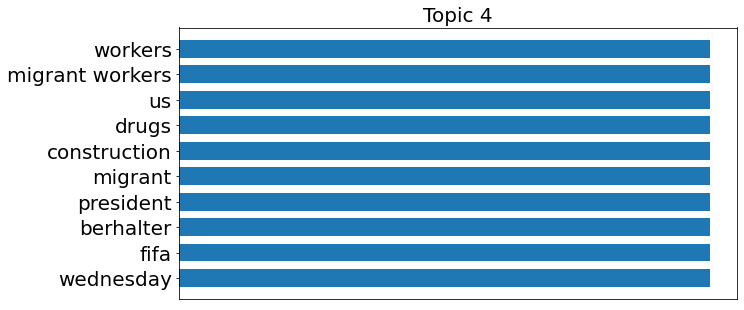 Topic 4
workers
migrant workers
us
drugs
construction
migrant
president
berhalter
fifa
wednesday